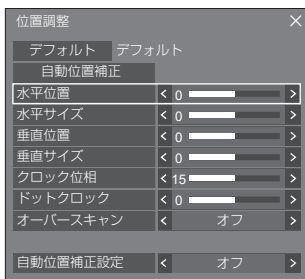 位置調整
デフォルト デフォルト
自動位置補正
水平位置 0
水平サイズ 0
垂直位置 0
垂直サイズ 0
クロック位相 15
ドットクロック 0
オーバースキャン オフ
自動位置補正設定 オフ